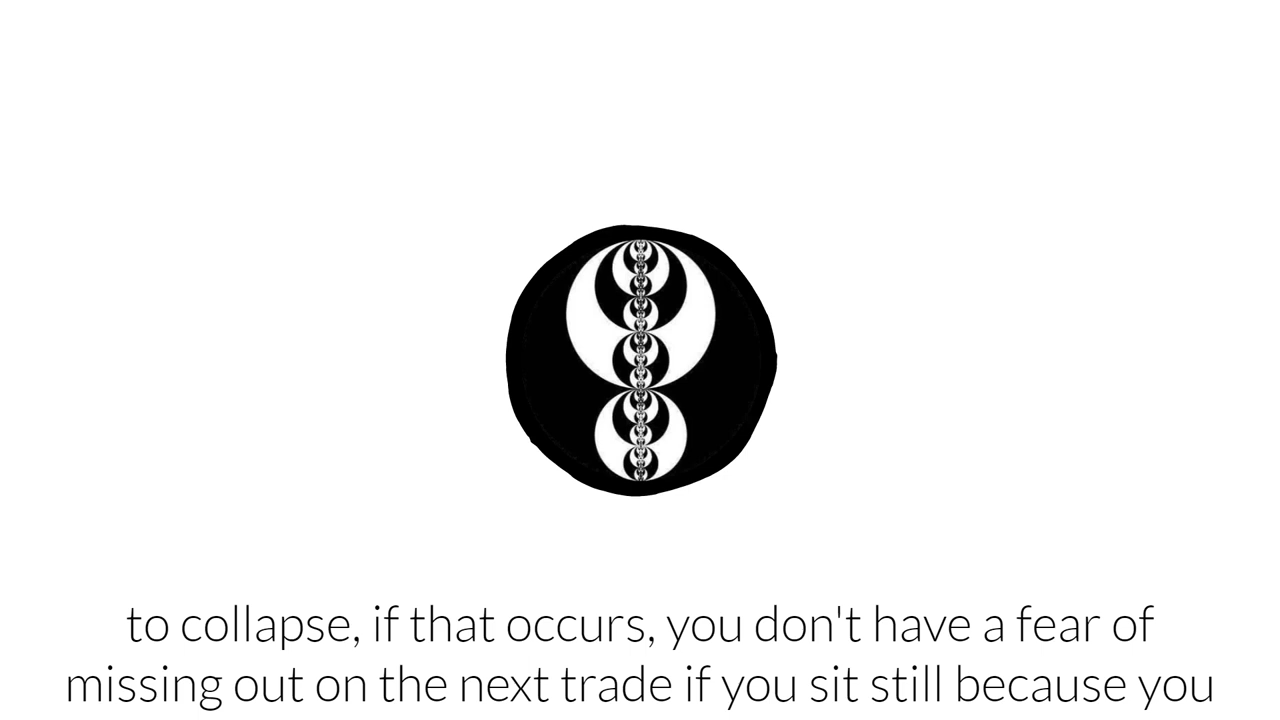 to collapse, if that occurs, you don't have a fear of
missing out on the next trade if you sit still because you